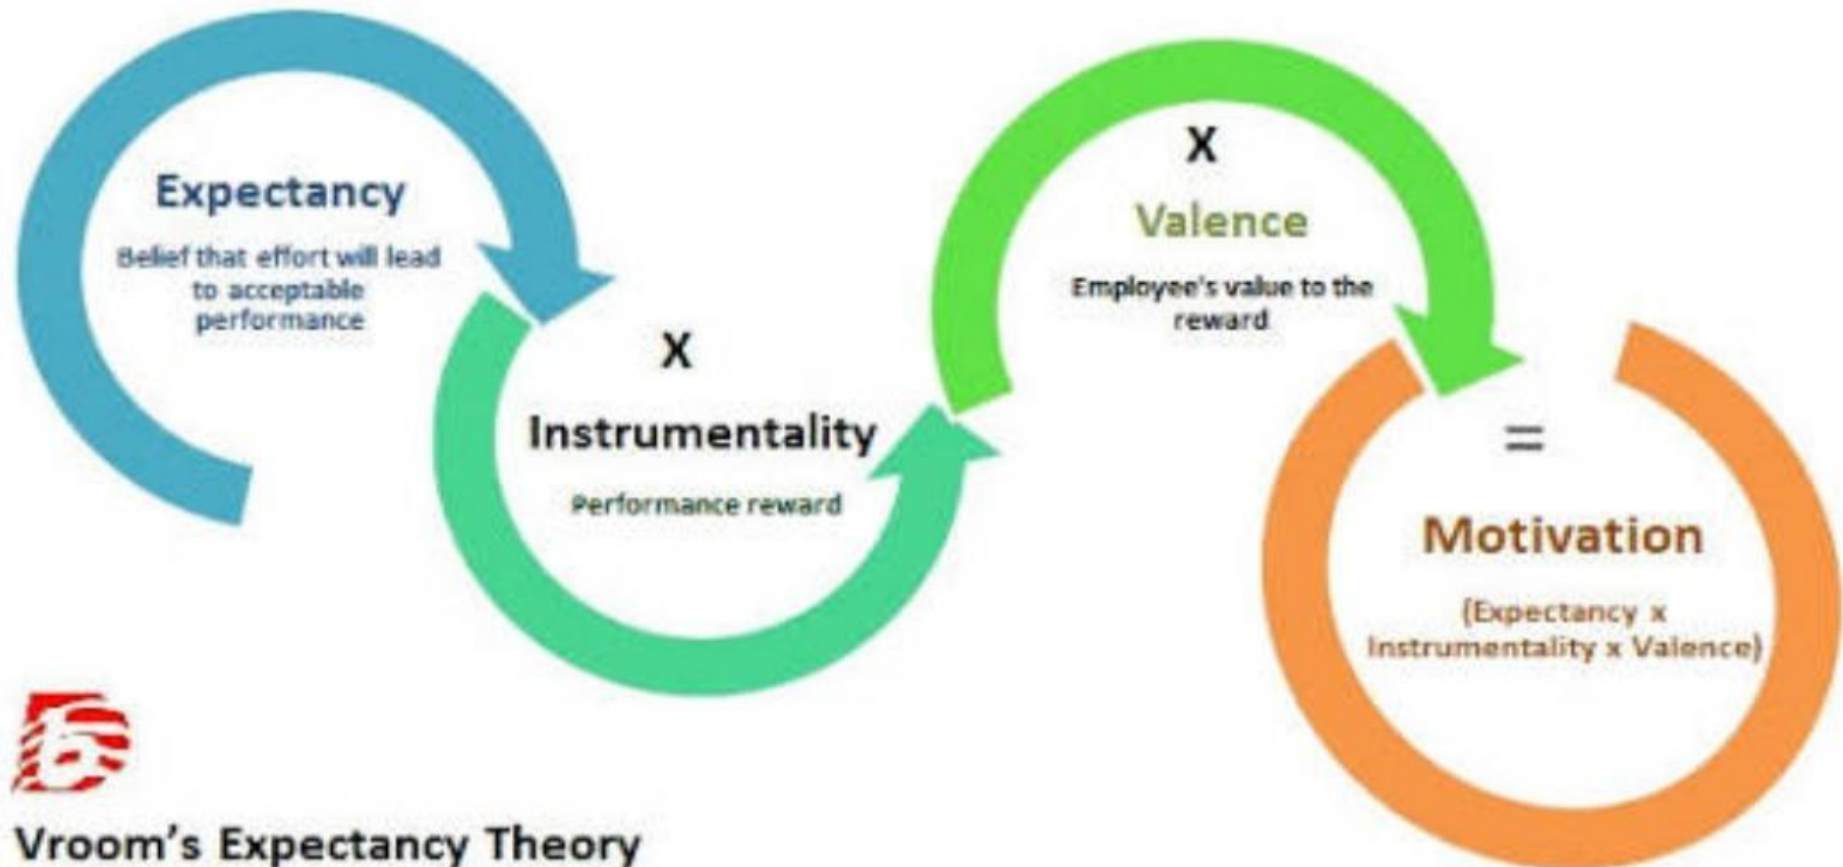 Expectancy
Belief that effort will lead
to acceptable
performance
X
Instrumentality
Performance reward
X
Valence
Employee's value to the
reward
=
Motivation
(Expectancy x
Instrumentality x Valence)
Vroom's Expectancy Theory